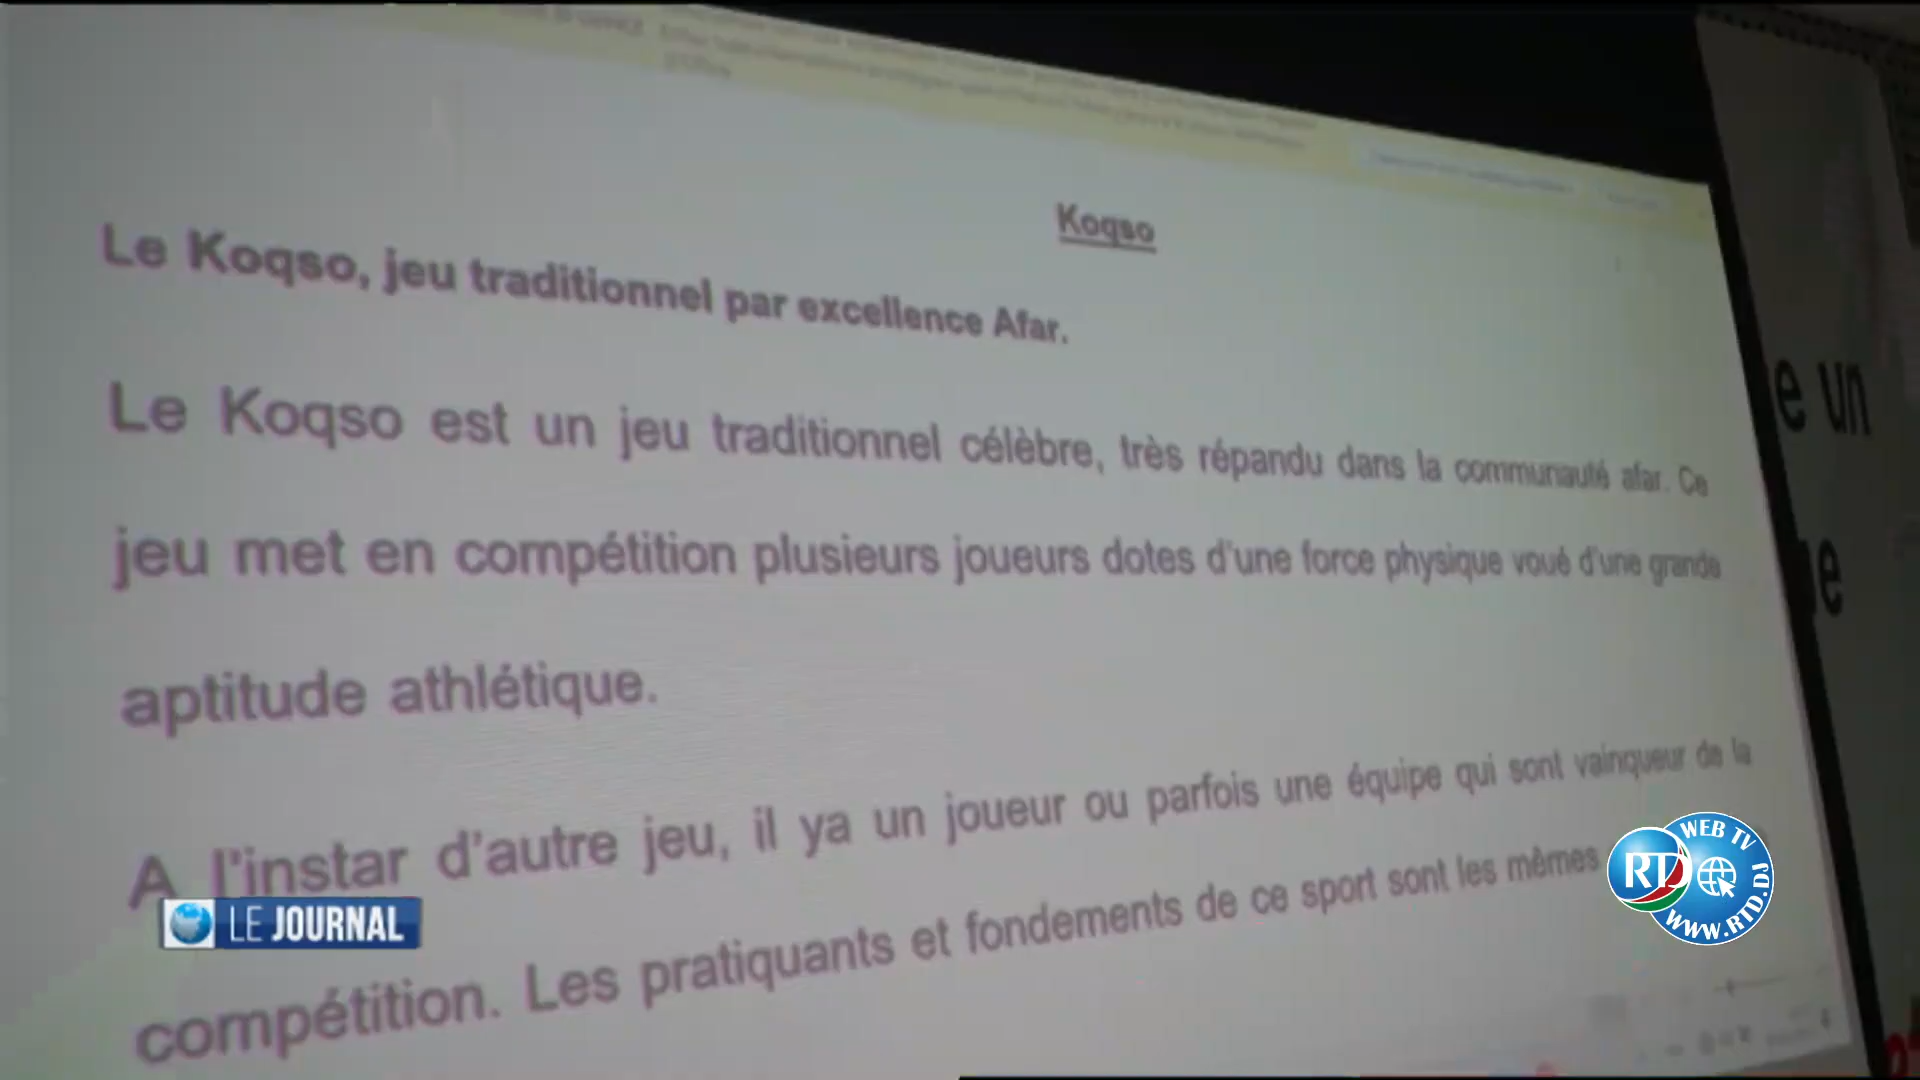 Koqso
Le Koqso, jeu traditionnel par excellence Afar.
Le Koqso est un jeu traditionnel célèbre, très répandu dans la communauté afar. Ce
jeu met en compétition plusieurs joueurs dotes d'une force physique voué d'une grande
aptitude athlétique.
A l'instar d'autre jeu, il ya un joueur ou parfois une équipe qui sont vainqueur de la
compétition. Les pratiquants et fondements de ce sport sont les mêmes
e un
e
LE JOURNAL
WEB TV
RTD
WWW.RTD.DJ